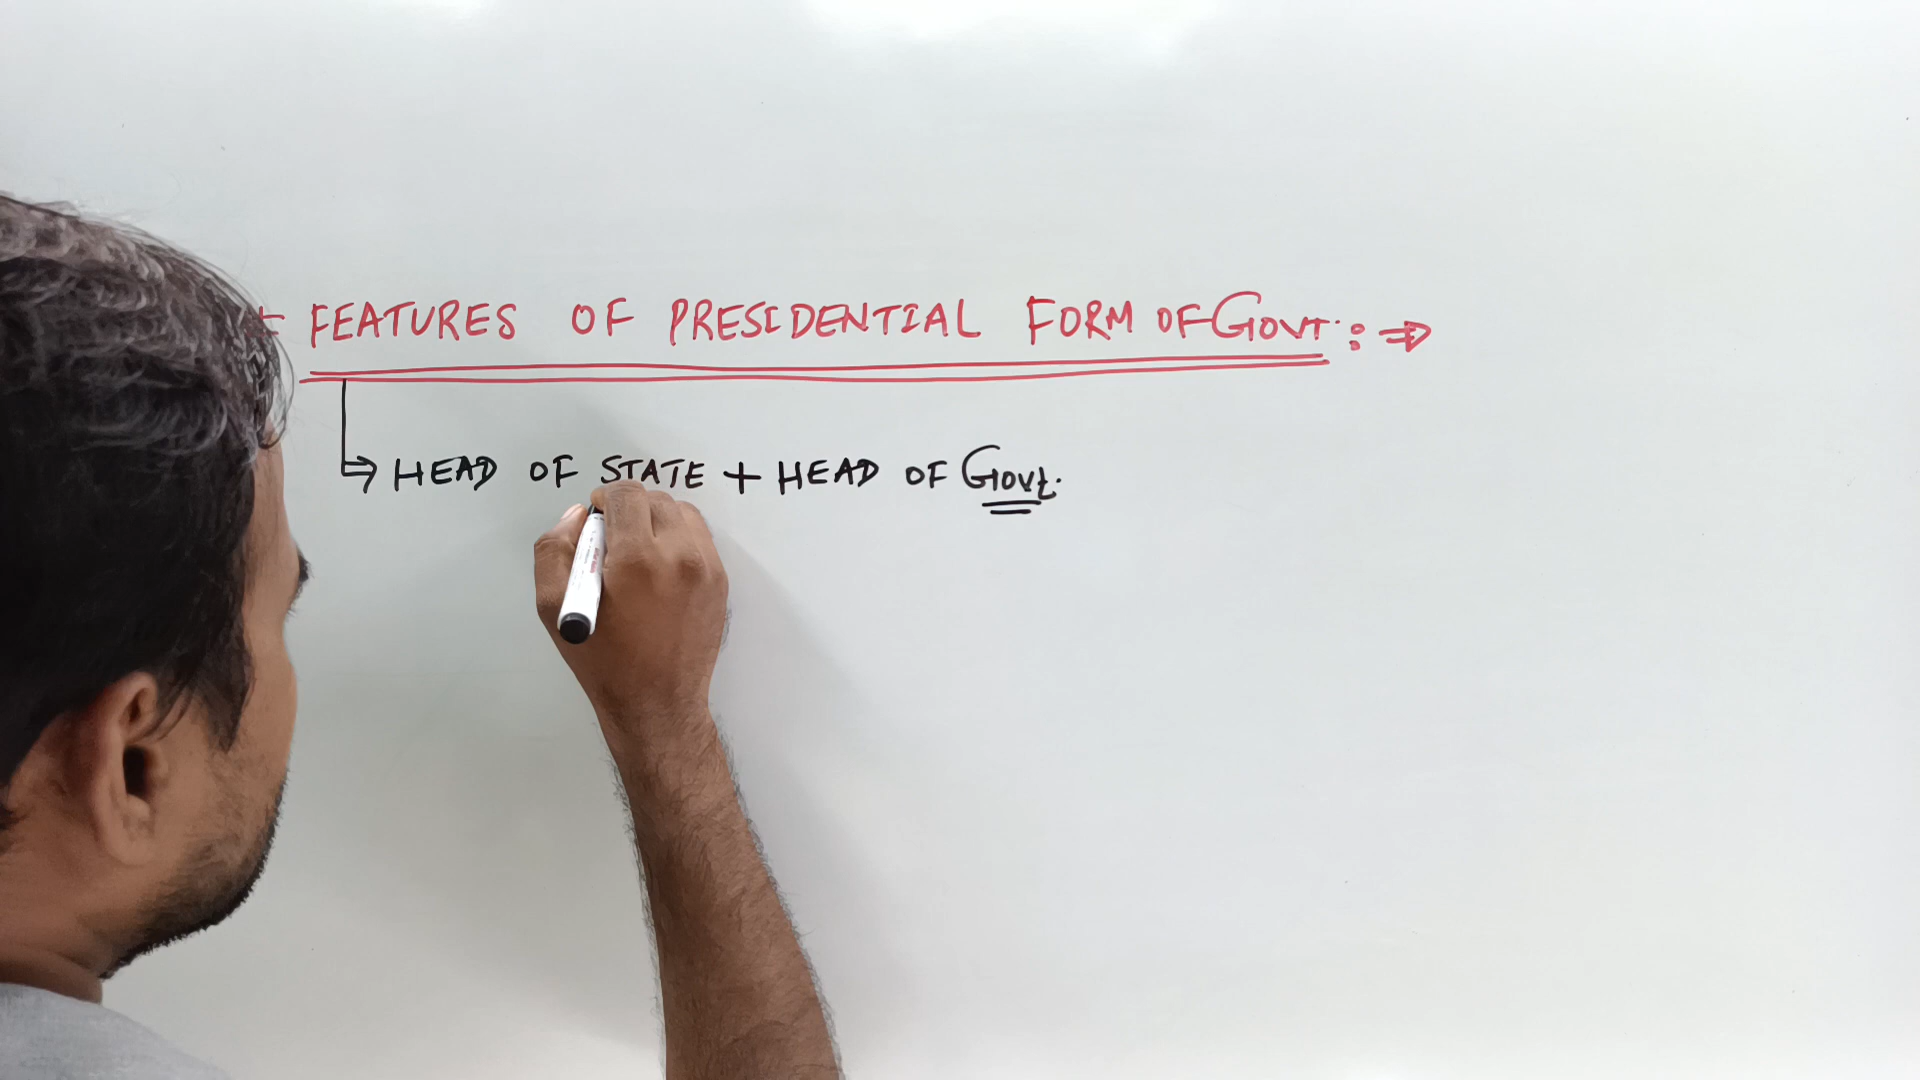 FEATURES OF PRESIDENTIAL FORM OF GOVT. : ⇒
→ HEAD OF STATE + HEAD OF Govt.